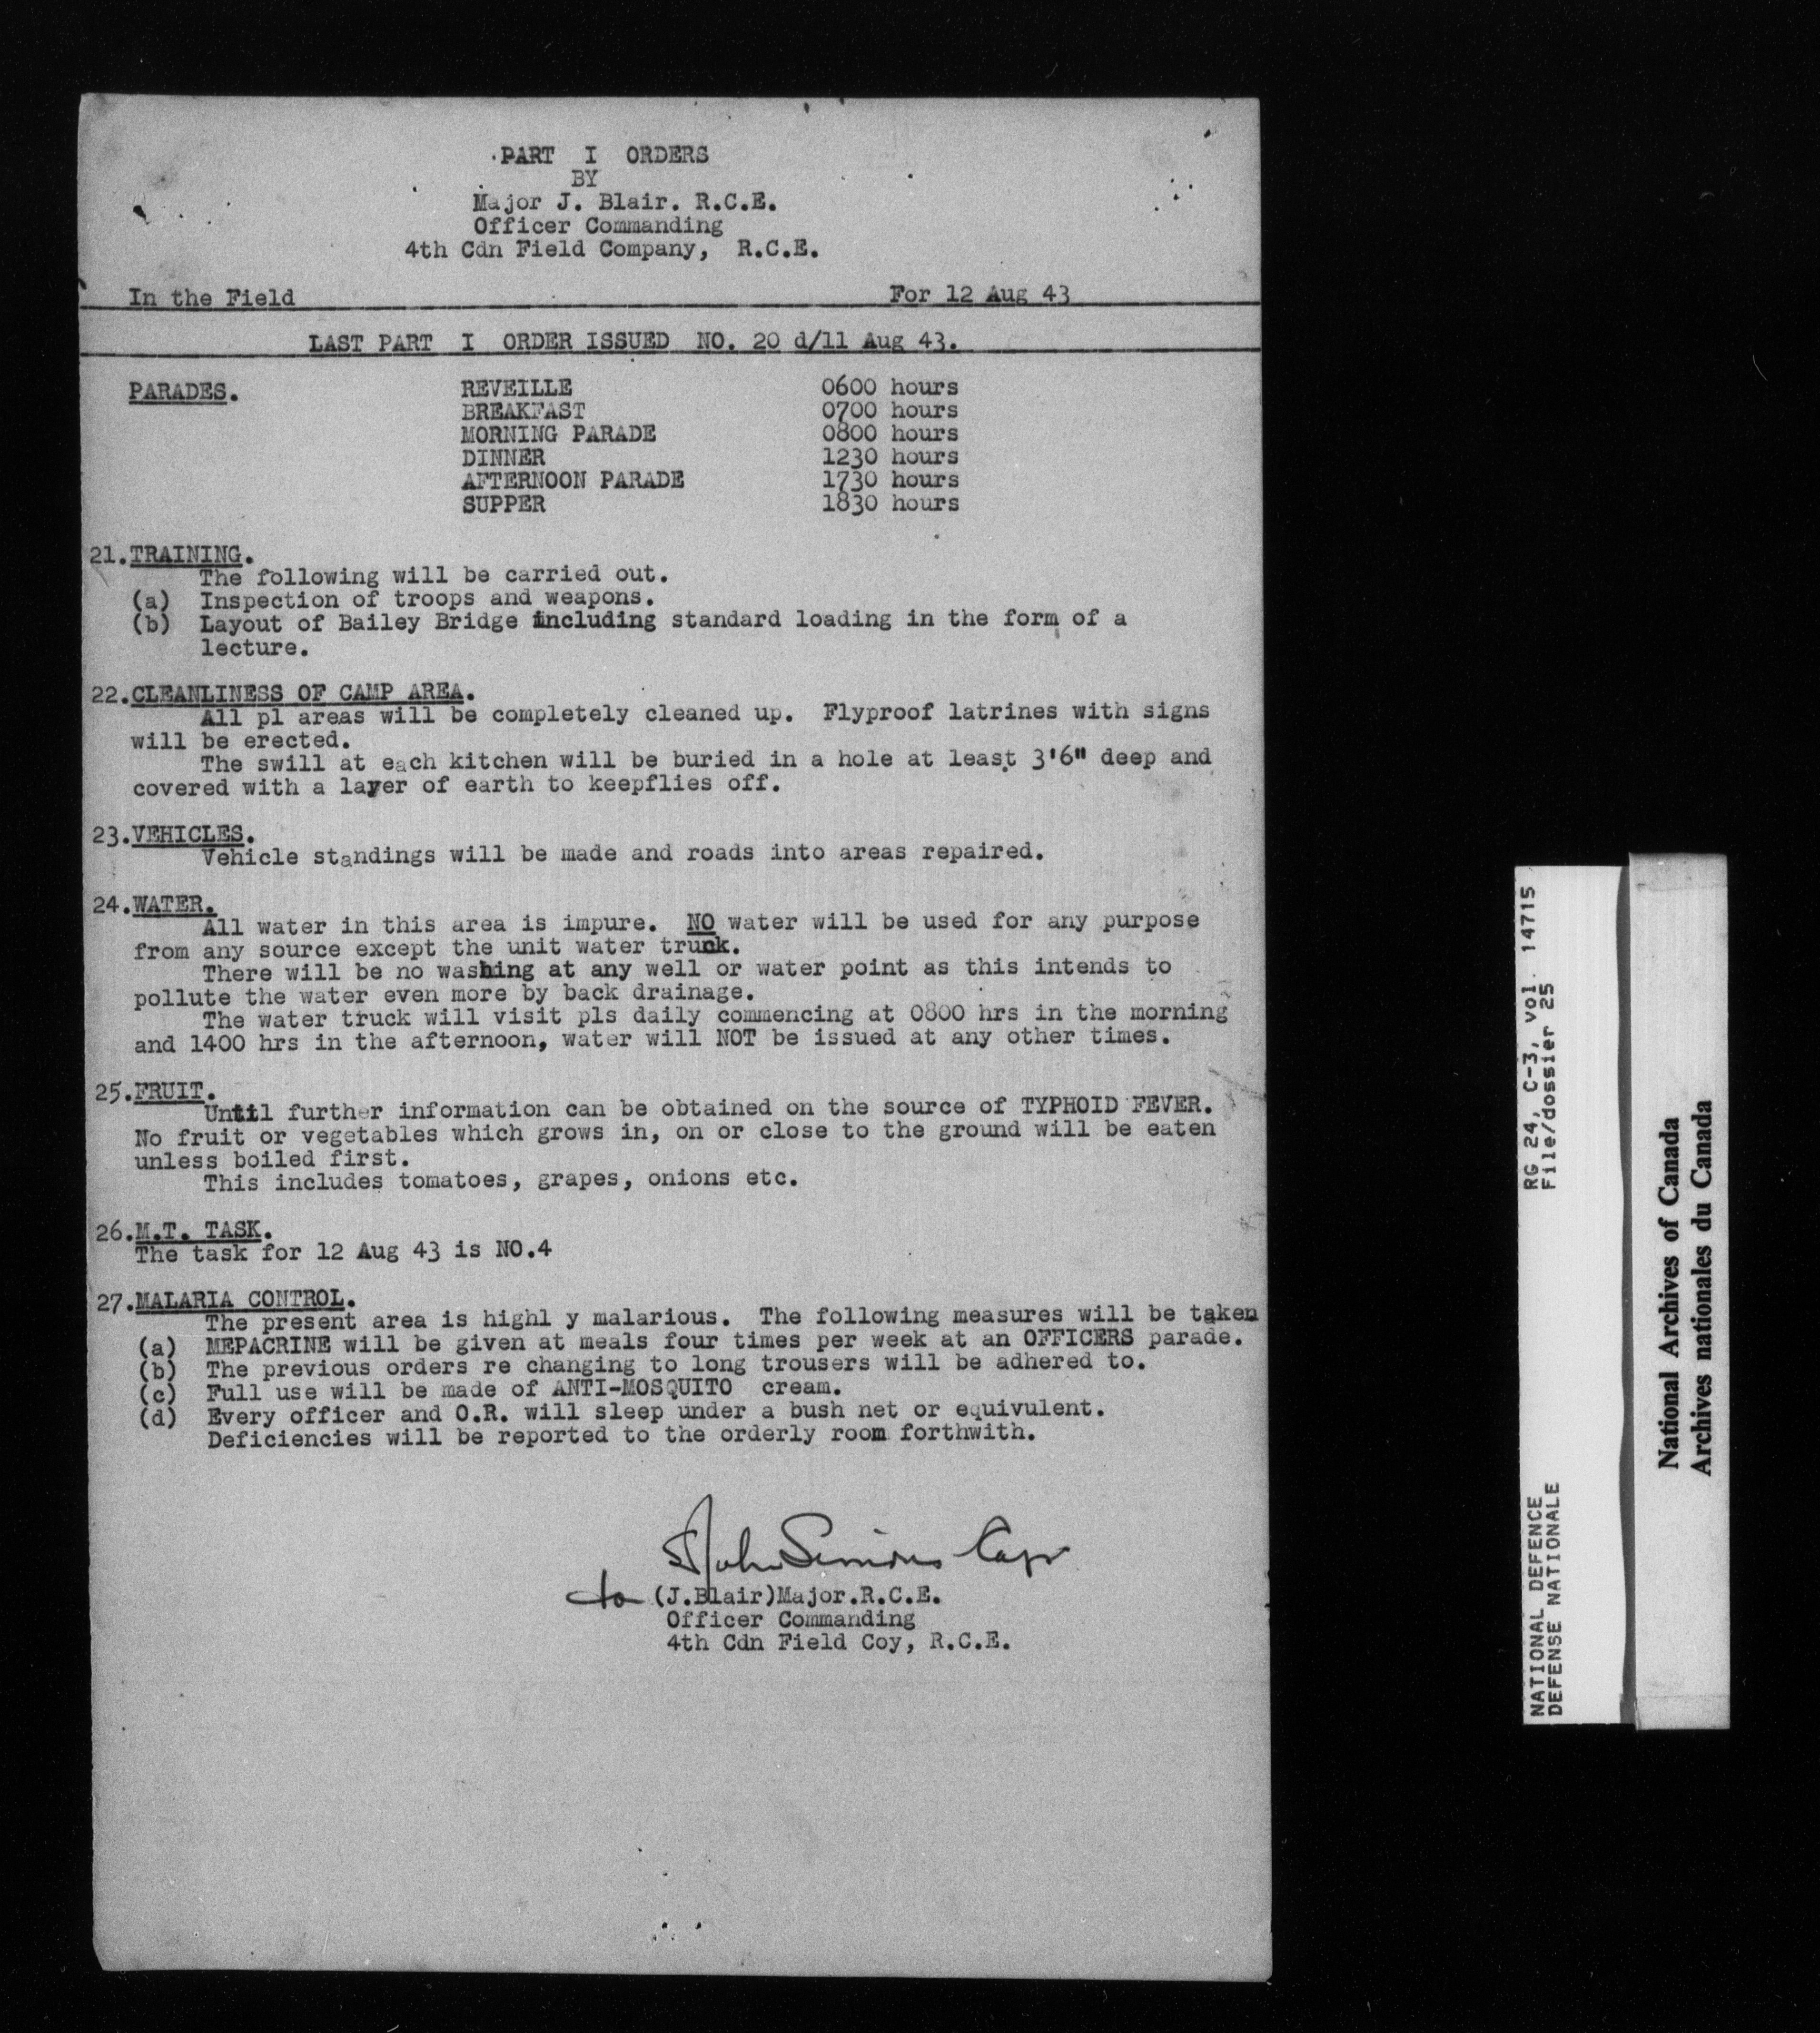 PART I ORDERS
BY
Major J. Blair. R.C.E.
Officer Commanding
4th Cdn Field Company, R.C.E.
In the Field For 12 Aug 43
LAST PART I ORDER ISSUED NO. 20 d/11 Aug 43.
PARADES. REVEILLE 0600 hours
BREAKFAST 0700 hours
MORNING PARADE 0800 hours
DINNER 1230 hours
AFTERNOON PARADE 1730 hours
SUPPER 1830 hours
21.TRAINING.
The following will be carried out.
(a) Inspection of troops and weapons.
(b) Layout of Bailey Bridge including standard loading in the form of a
lecture.
22.CLEANLINESS OF CAMP AREA.
All pl areas will be completely cleaned up. Flyproof latrines with signs
will be erected.
The swill at each kitchen will be buried in a hole at least 3'6" deep and
covered with a layer of earth to keepflies off.
23.VEHICLES.
Vehicle standings will be made and roads into areas repaired.
24.WATER.
All water in this area is impure. NO water will be used for any purpose
from any source except the unit water truck.
There will be no washing at any well or water point as this intends to
pollute the water even more by back drainage.
The water truck will visit pls daily commencing at 0800 hrs in the morning
and 1400 hrs in the afternoon, water will NOT be issued at any other times.
25.FRUIT.
Until further information can be obtained on the source of TYPHOID FEVER.
No fruit or vegetables which grows in, on or close to the ground will be eaten
unless boiled first.
This includes tomatoes, grapes, onions etc.
26.M.T. TASK.
The task for 12 Aug 43 is NO.4
27.MALARIA CONTROL.
The present area is highl y malarious. The following measures will be taken
(a) MEPACRINE will be given at meals four times per week at an OFFICERS parade.
(b) The previous orders re changing to long trousers will be adhered to.
(c) Full use will be made of ANTI-MOSQUITO cream.
(d) Every officer and O.R. will sleep under a bush net or equivulent.
Deficiencies will be reported to the orderly room forthwith.
Capt
(J.Blair)Major.R.C.E.
Officer Commanding
4th Cdn Field Coy, R.C.E.
NATIONAL DEFENCE RG 24, C-3, vol. 14715
DEFENSE NATIONALE File/dossier 25
National Archives of Canada
Archives nationales du Canada